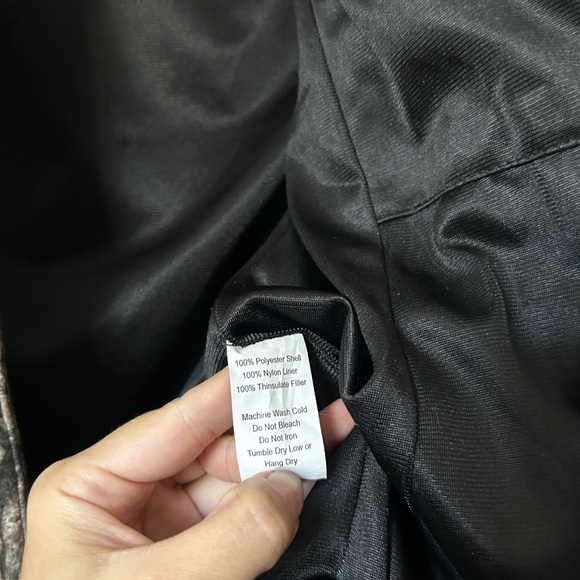 100% Polyester Shell
100% Nylon Liner
100% Thinsulate Filler
Machine Wash Cold
Do Not Bleach
Do Not Iron
Tumble Dry Low or
Hang Dry